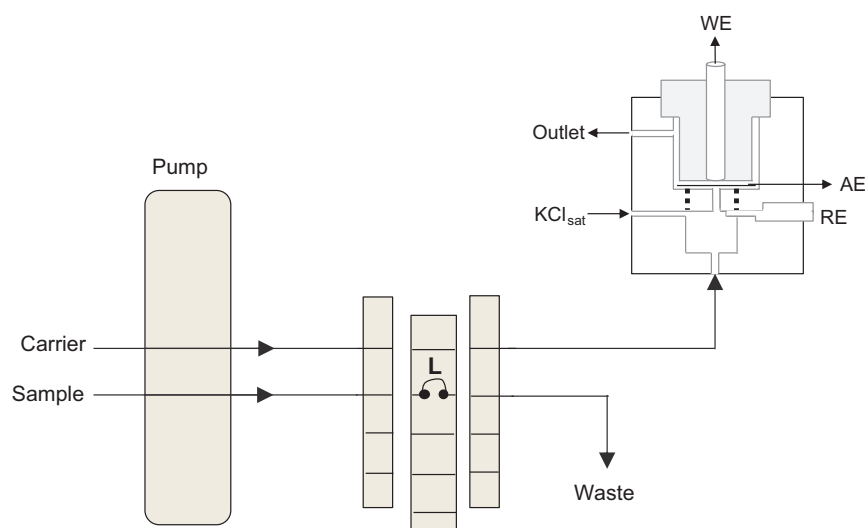 WE
Outlet
AE
KCl_sat
RE
Pump
Carrier
L
Sample
Waste